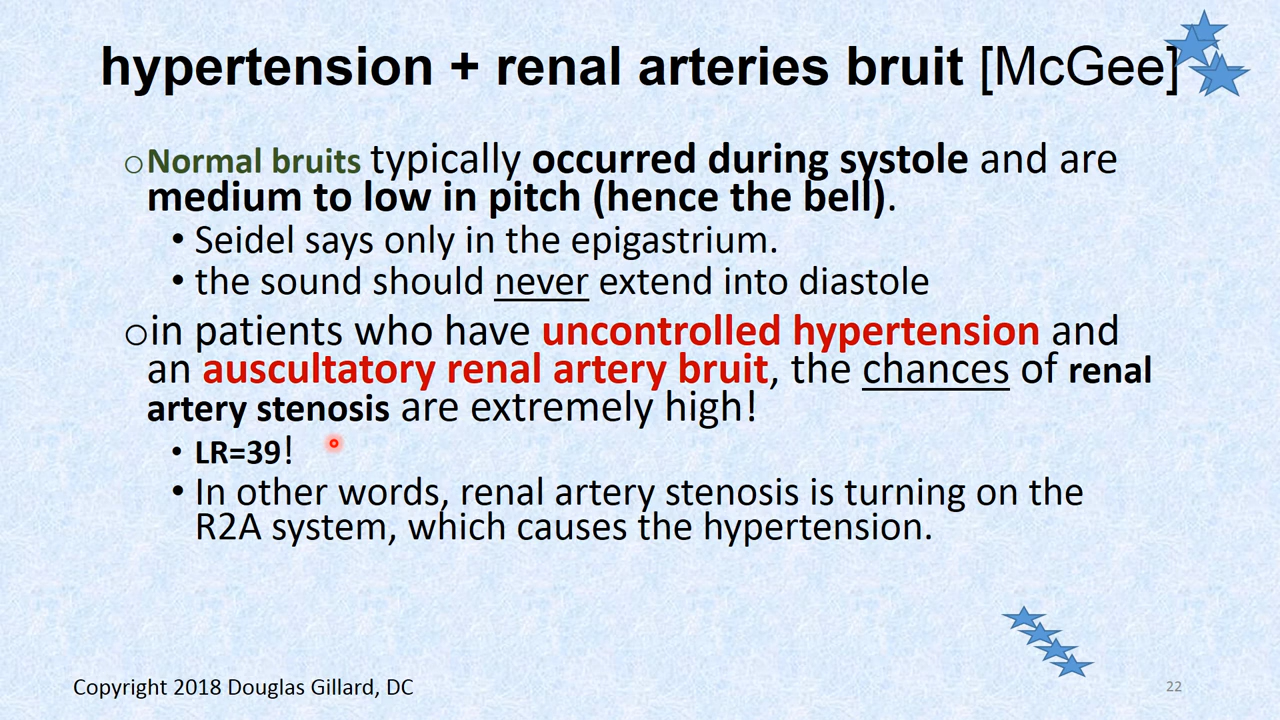 hypertension + renal arteries bruit [McGee]
○Normal bruits typically occurred during systole and are
medium to low in pitch (hence the bell).
• Seidel says only in the epigastrium.
• the sound should never extend into diastole
○in patients who have uncontrolled hypertension and
an auscultatory renal artery bruit, the chances of renal
artery stenosis are extremely high!
• LR=39!
• In other words, renal artery stenosis is turning on the
R2A system, which causes the hypertension.
Copyright 2018 Douglas Gillard, DC
22